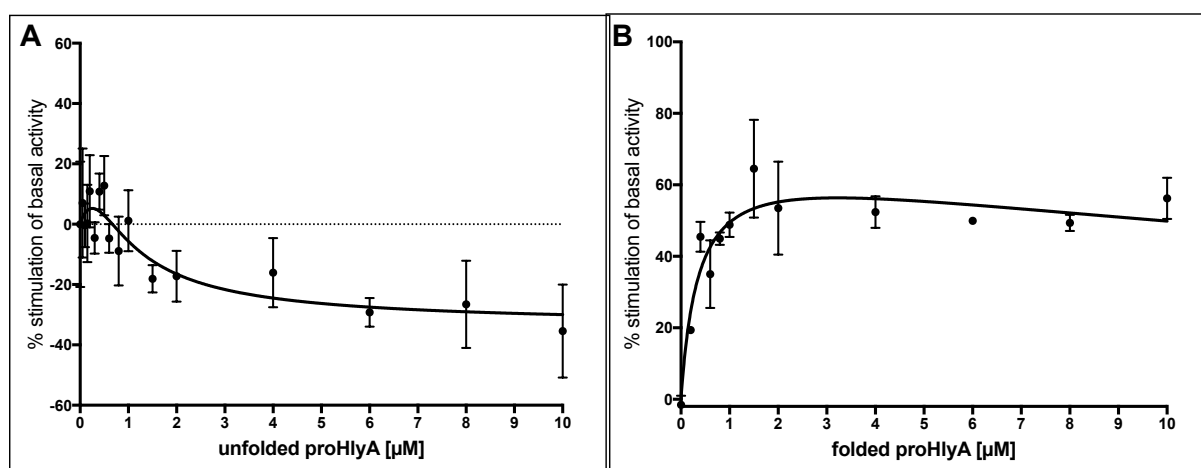 A
% stimulation of basal activity
60
40
20
0
-20
-40
-60
0 1 2 3 4 5 6 7 8 9 10
unfolded proHlyA [µM]
B
% stimulation of basal activity
100
80
60
40
20
0
0 1 2 3 4 5 6 7 8 9 10
folded proHlyA [µM]